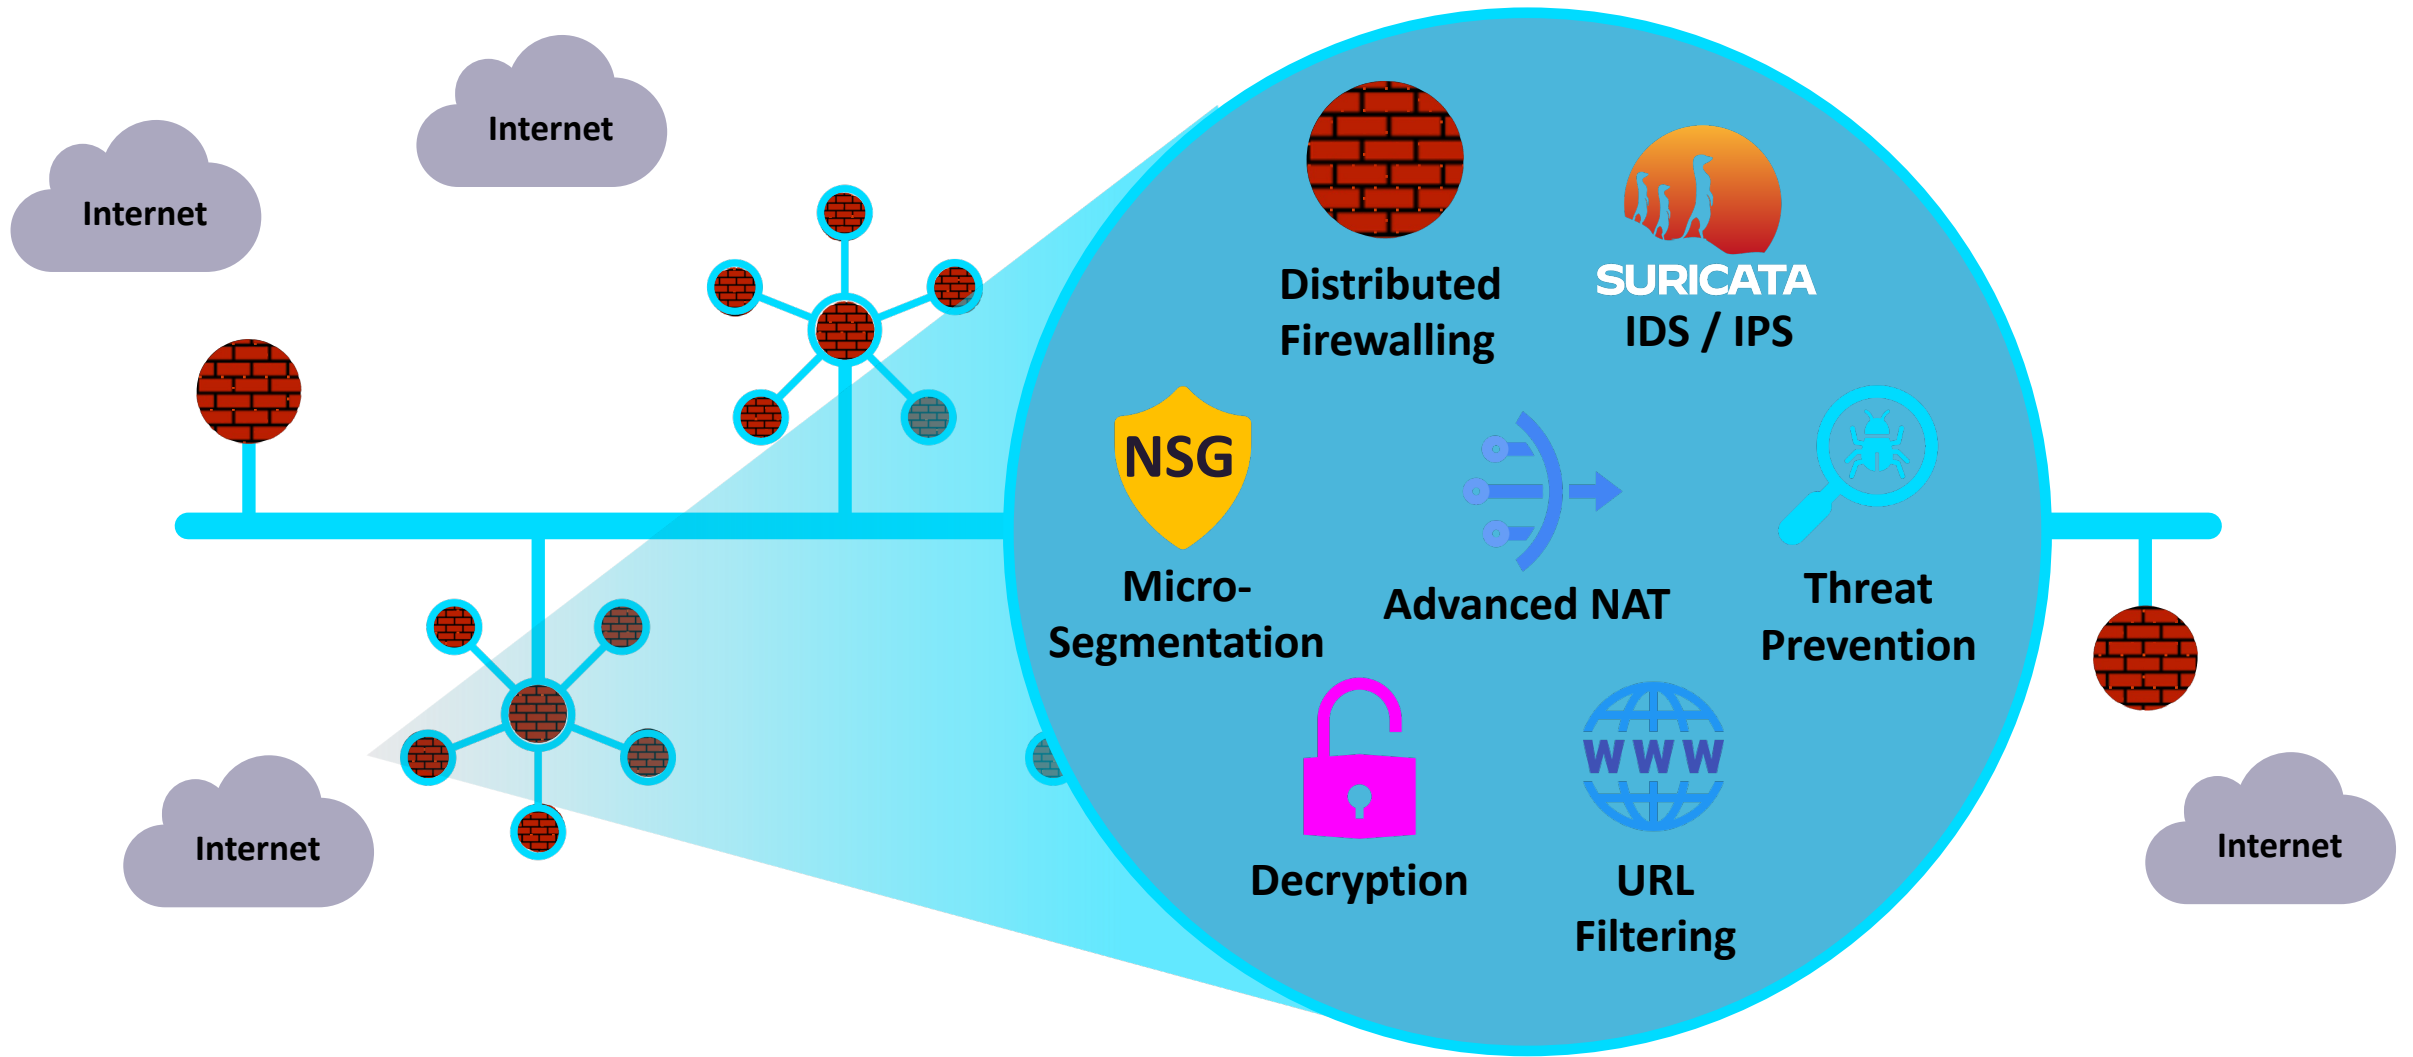 Internet
Internet
Distributed
Firewalling
SURICATA
IDS / IPS
NSG
Micro-
Segmentation
Advanced NAT
Threat
Prevention
WWW
Decryption
URL
Filtering
Internet
Internet